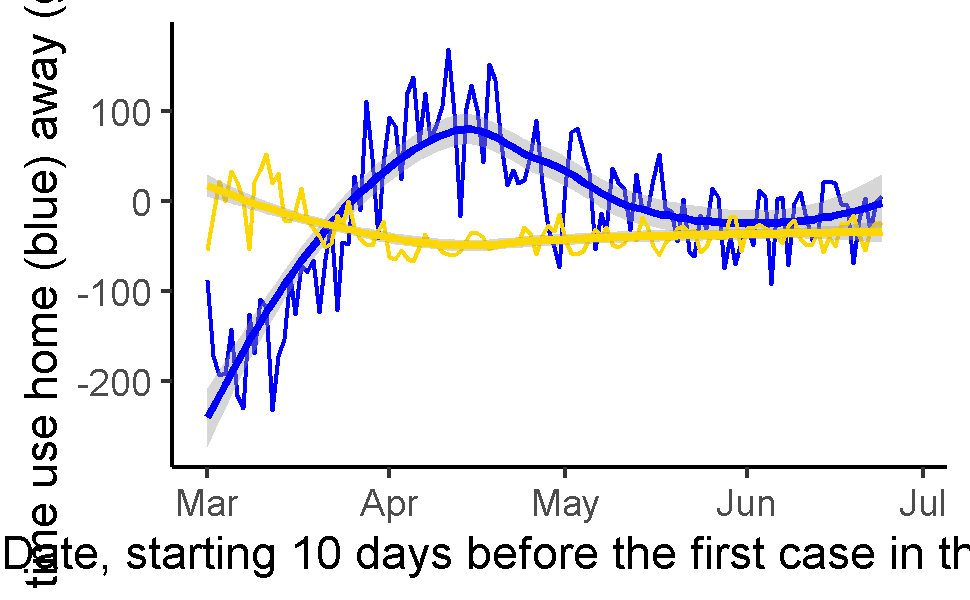 time use home (blue) away (
100
0
-100
-200
Mar Apr May Jun Jul
Date, starting 10 days before the first case in th